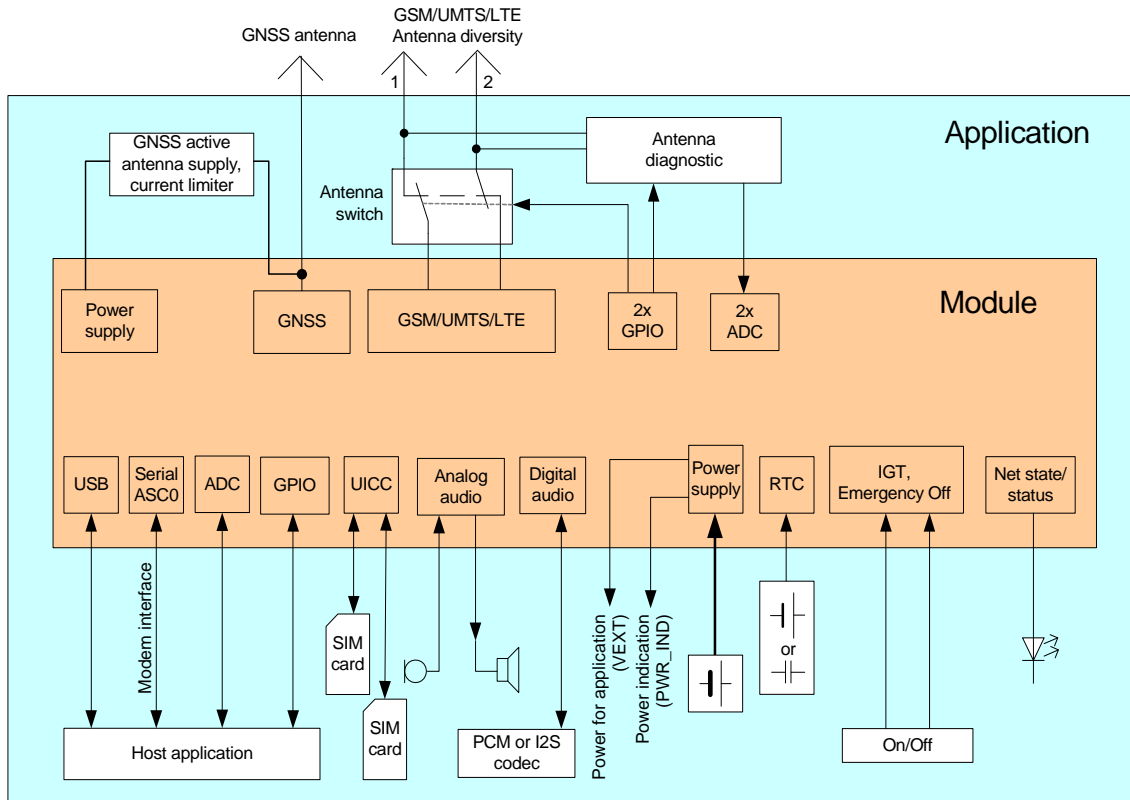 GNSS antenna
GSM/UMTS/LTE
Antenna diversity
1
2
Application
GNSS active
antenna supply,
current limiter
Antenna
diagnostic
Antenna
switch
Module
Power
supply
GNSS
GSM/UMTS/LTE
2x
GPIO
2x
ADC
USB
Serial
ASC0
ADC
GPIO
UICC
Analog
audio
Digital
audio
Power
supply
RTC
IGT,
Emergency Off
Net state/
status
Modem interface
SIM
card
SIM
card
Power for application
(VEXT)
Power indication
(PWR_IND)
or
Host application
PCM or I2S
codec
On/Off